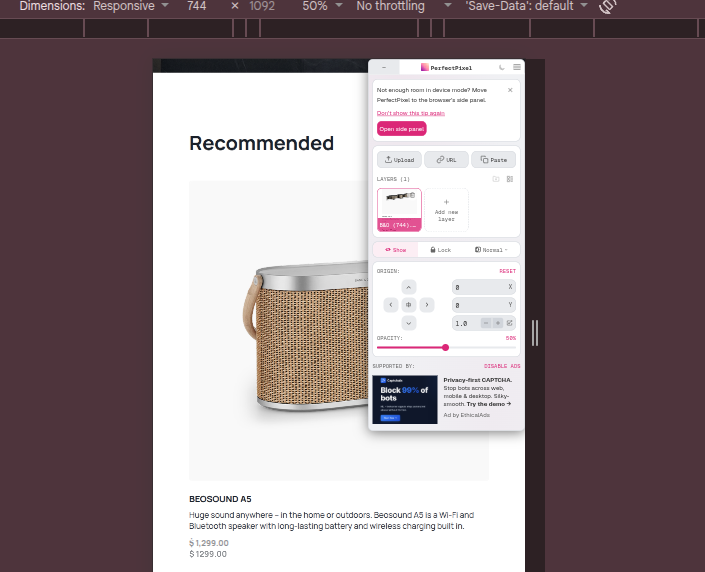 Dimensions: Responsive 744 × 1092 50% No throttling 'Save-Data': default
PerfectPixel
Not enough room in device mode? Move
PerfectPixel to the browser's side panel.
Don't show this tip again
Open side panel
Upload URL Paste
LAYERS (1)
Add new
layer
B&O (744)...
Show Lock Normal
ORIGIN: RESET
0 X
0 Y
1.0
OPACITY: 50%
SUPPORTED BY: DISABLE ADS
Block 99% of
bots
Privacy-first CAPTCHA.
Stop bots across web,
mobile & desktop. Silky-
smooth. Try the demo →
Ad by EthicalAds
Recommended
BEOSOUND A5
Huge sound anywhere – in the home or outdoors. Beosound A5 is a Wi-Fi and
Bluetooth speaker with long-lasting battery and wireless charging built in.
$ 1,299.00
$ 1299.00